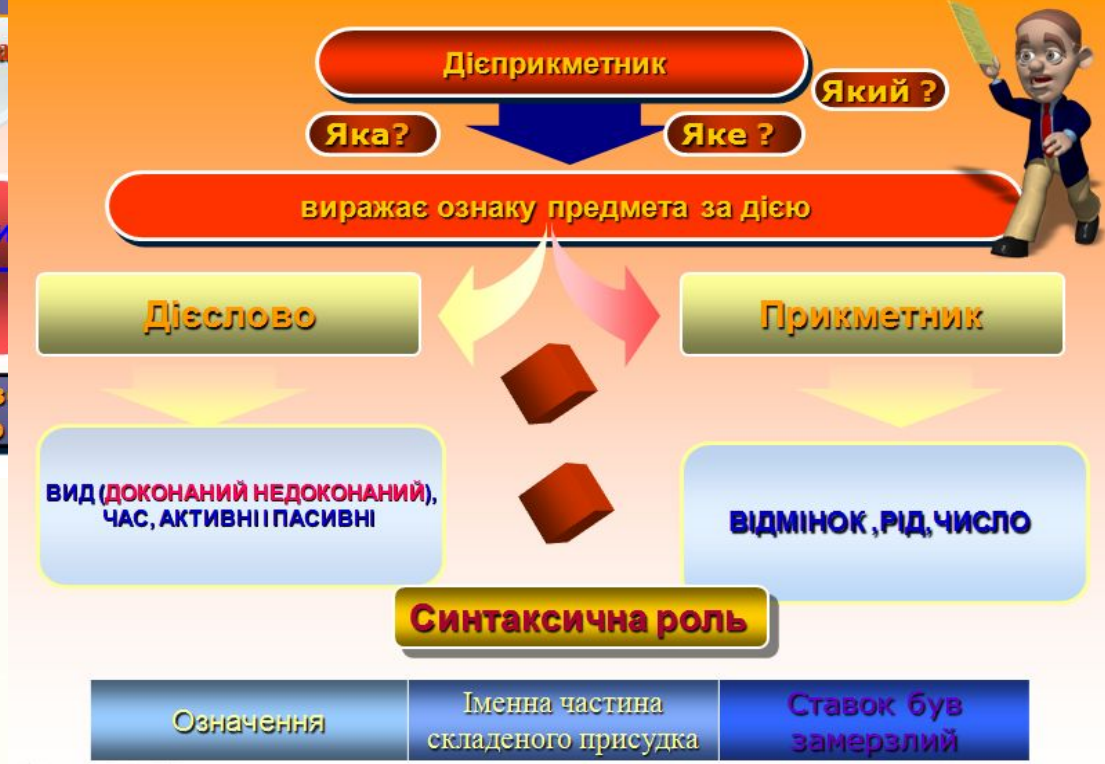 Дієприкметник
Який ?
Яка?
Яке ?
виражає ознаку предмета за дією
Дієслово
Прикметник
ВИД (ДОКОНАНИЙ НЕДОКОНАНИЙ),
ЧАС, АКТИВНІ І ПАСИВНІ
ВІДМІНОК ,РІД,ЧИСЛО
Синтаксична роль
Означення
Іменна частина
складеного присудка
Ставок був
замерзлий